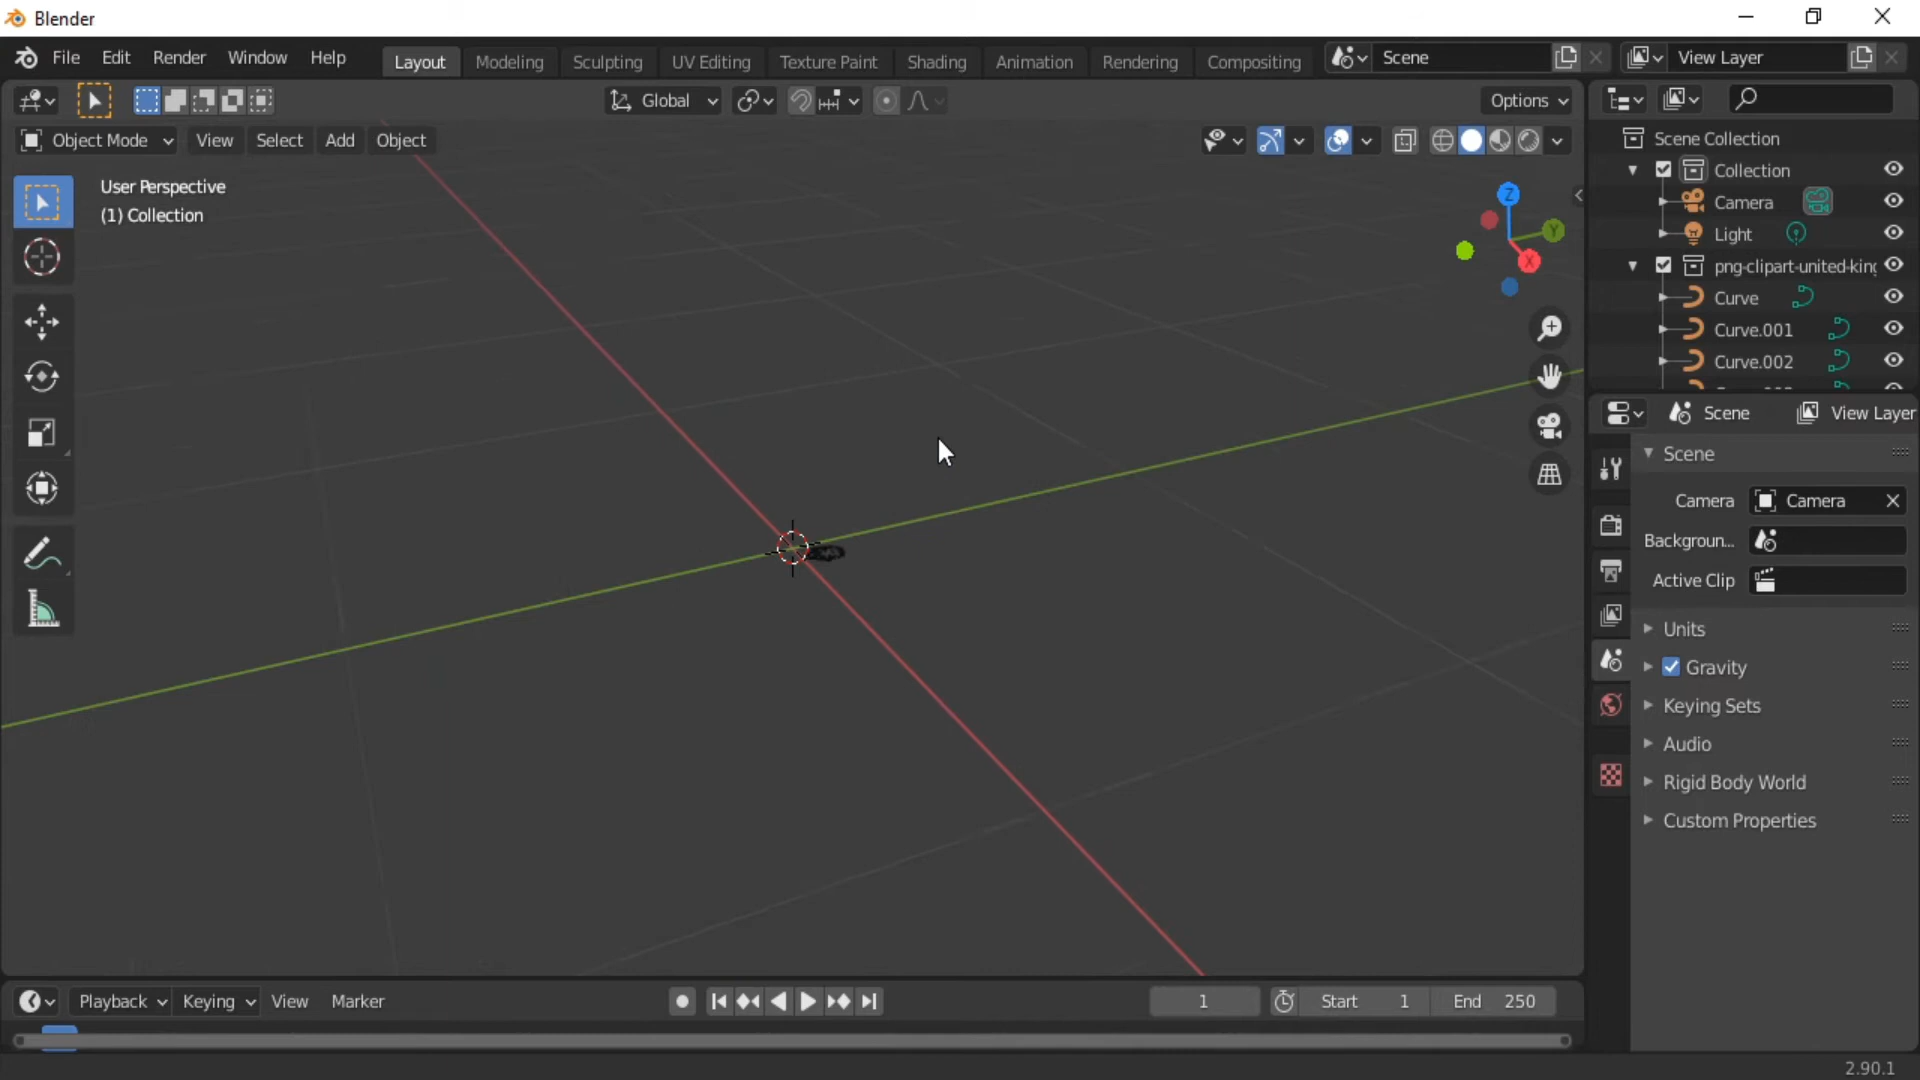 Blender
File Edit Render Window Help Layout Modeling Sculpting UV Editing Texture Paint Shading Animation Rendering Compositing Scene View Layer
Global Options
Object Mode View Select Add Object
User Perspective
(1) Collection
Z
Y
X
Scene Collection
Collection
Camera
Light
png-clipart-united-king
Curve
Curve.001
Curve.002
Scene View Layer
Scene
Camera Camera
Backgroun...
Active Clip
Units
Gravity
Keying Sets
Audio
Rigid Body World
Custom Properties
Playback Keying View Marker 1 Start 1 End 250
2.90.1